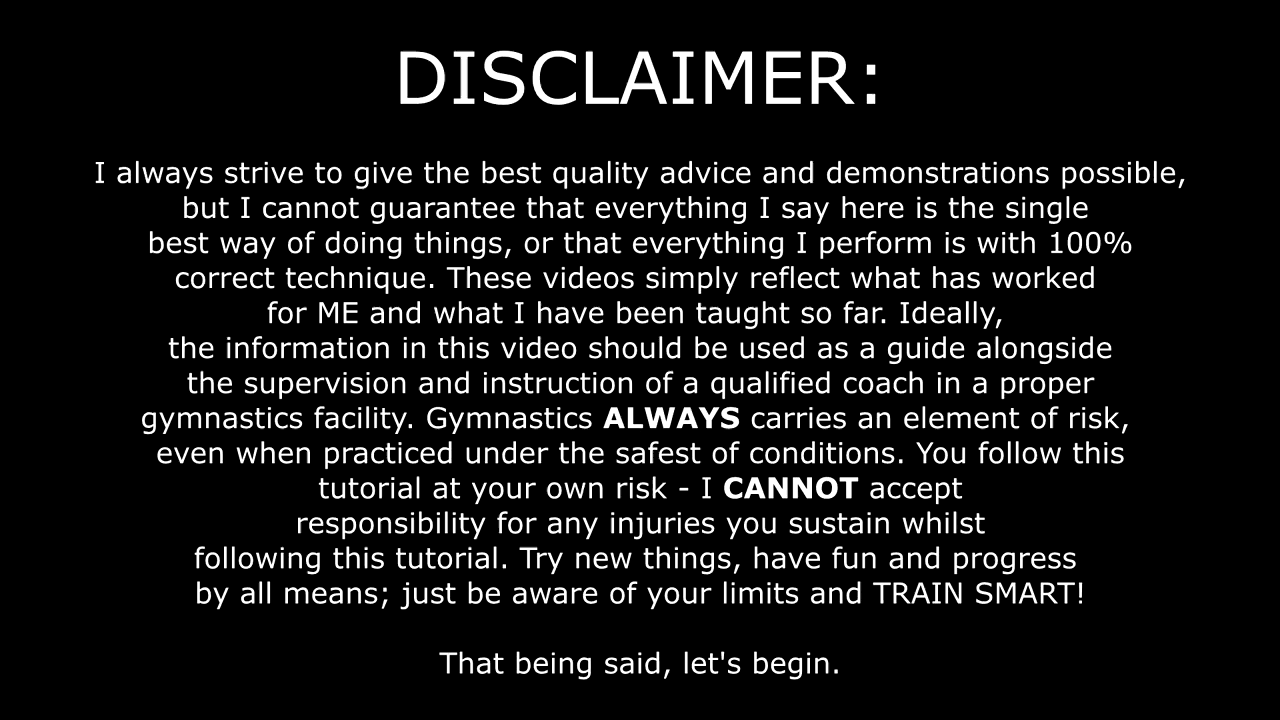 DISCLAIMER:
I always strive to give the best quality advice and demonstrations possible,
but I cannot guarantee that everything I say here is the single
best way of doing things, or that everything I perform is with 100%
correct technique. These videos simply reflect what has worked
for ME and what I have been taught so far. Ideally,
the information in this video should be used as a guide alongside
the supervision and instruction of a qualified coach in a proper
gymnastics facility. Gymnastics ALWAYS carries an element of risk,
even when practiced under the safest of conditions. You follow this
tutorial at your own risk - I CANNOT accept
responsibility for any injuries you sustain whilst
following this tutorial. Try new things, have fun and progress
by all means; just be aware of your limits and TRAIN SMART!
That being said, let's begin.